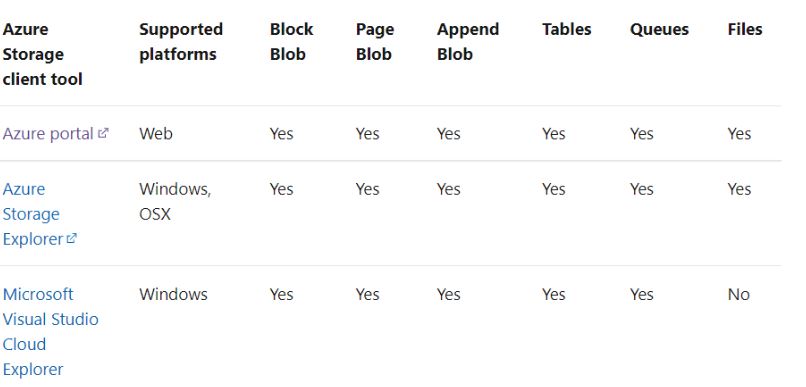 Azure Storage client tool Supported platforms Block Blob Page Blob Append Blob Tables Queues Files
Azure portal Web Yes Yes Yes Yes Yes Yes
Azure Storage Explorer Windows, OSX Yes Yes Yes Yes Yes Yes
Microsoft Visual Studio Cloud Explorer Windows Yes Yes Yes Yes Yes No